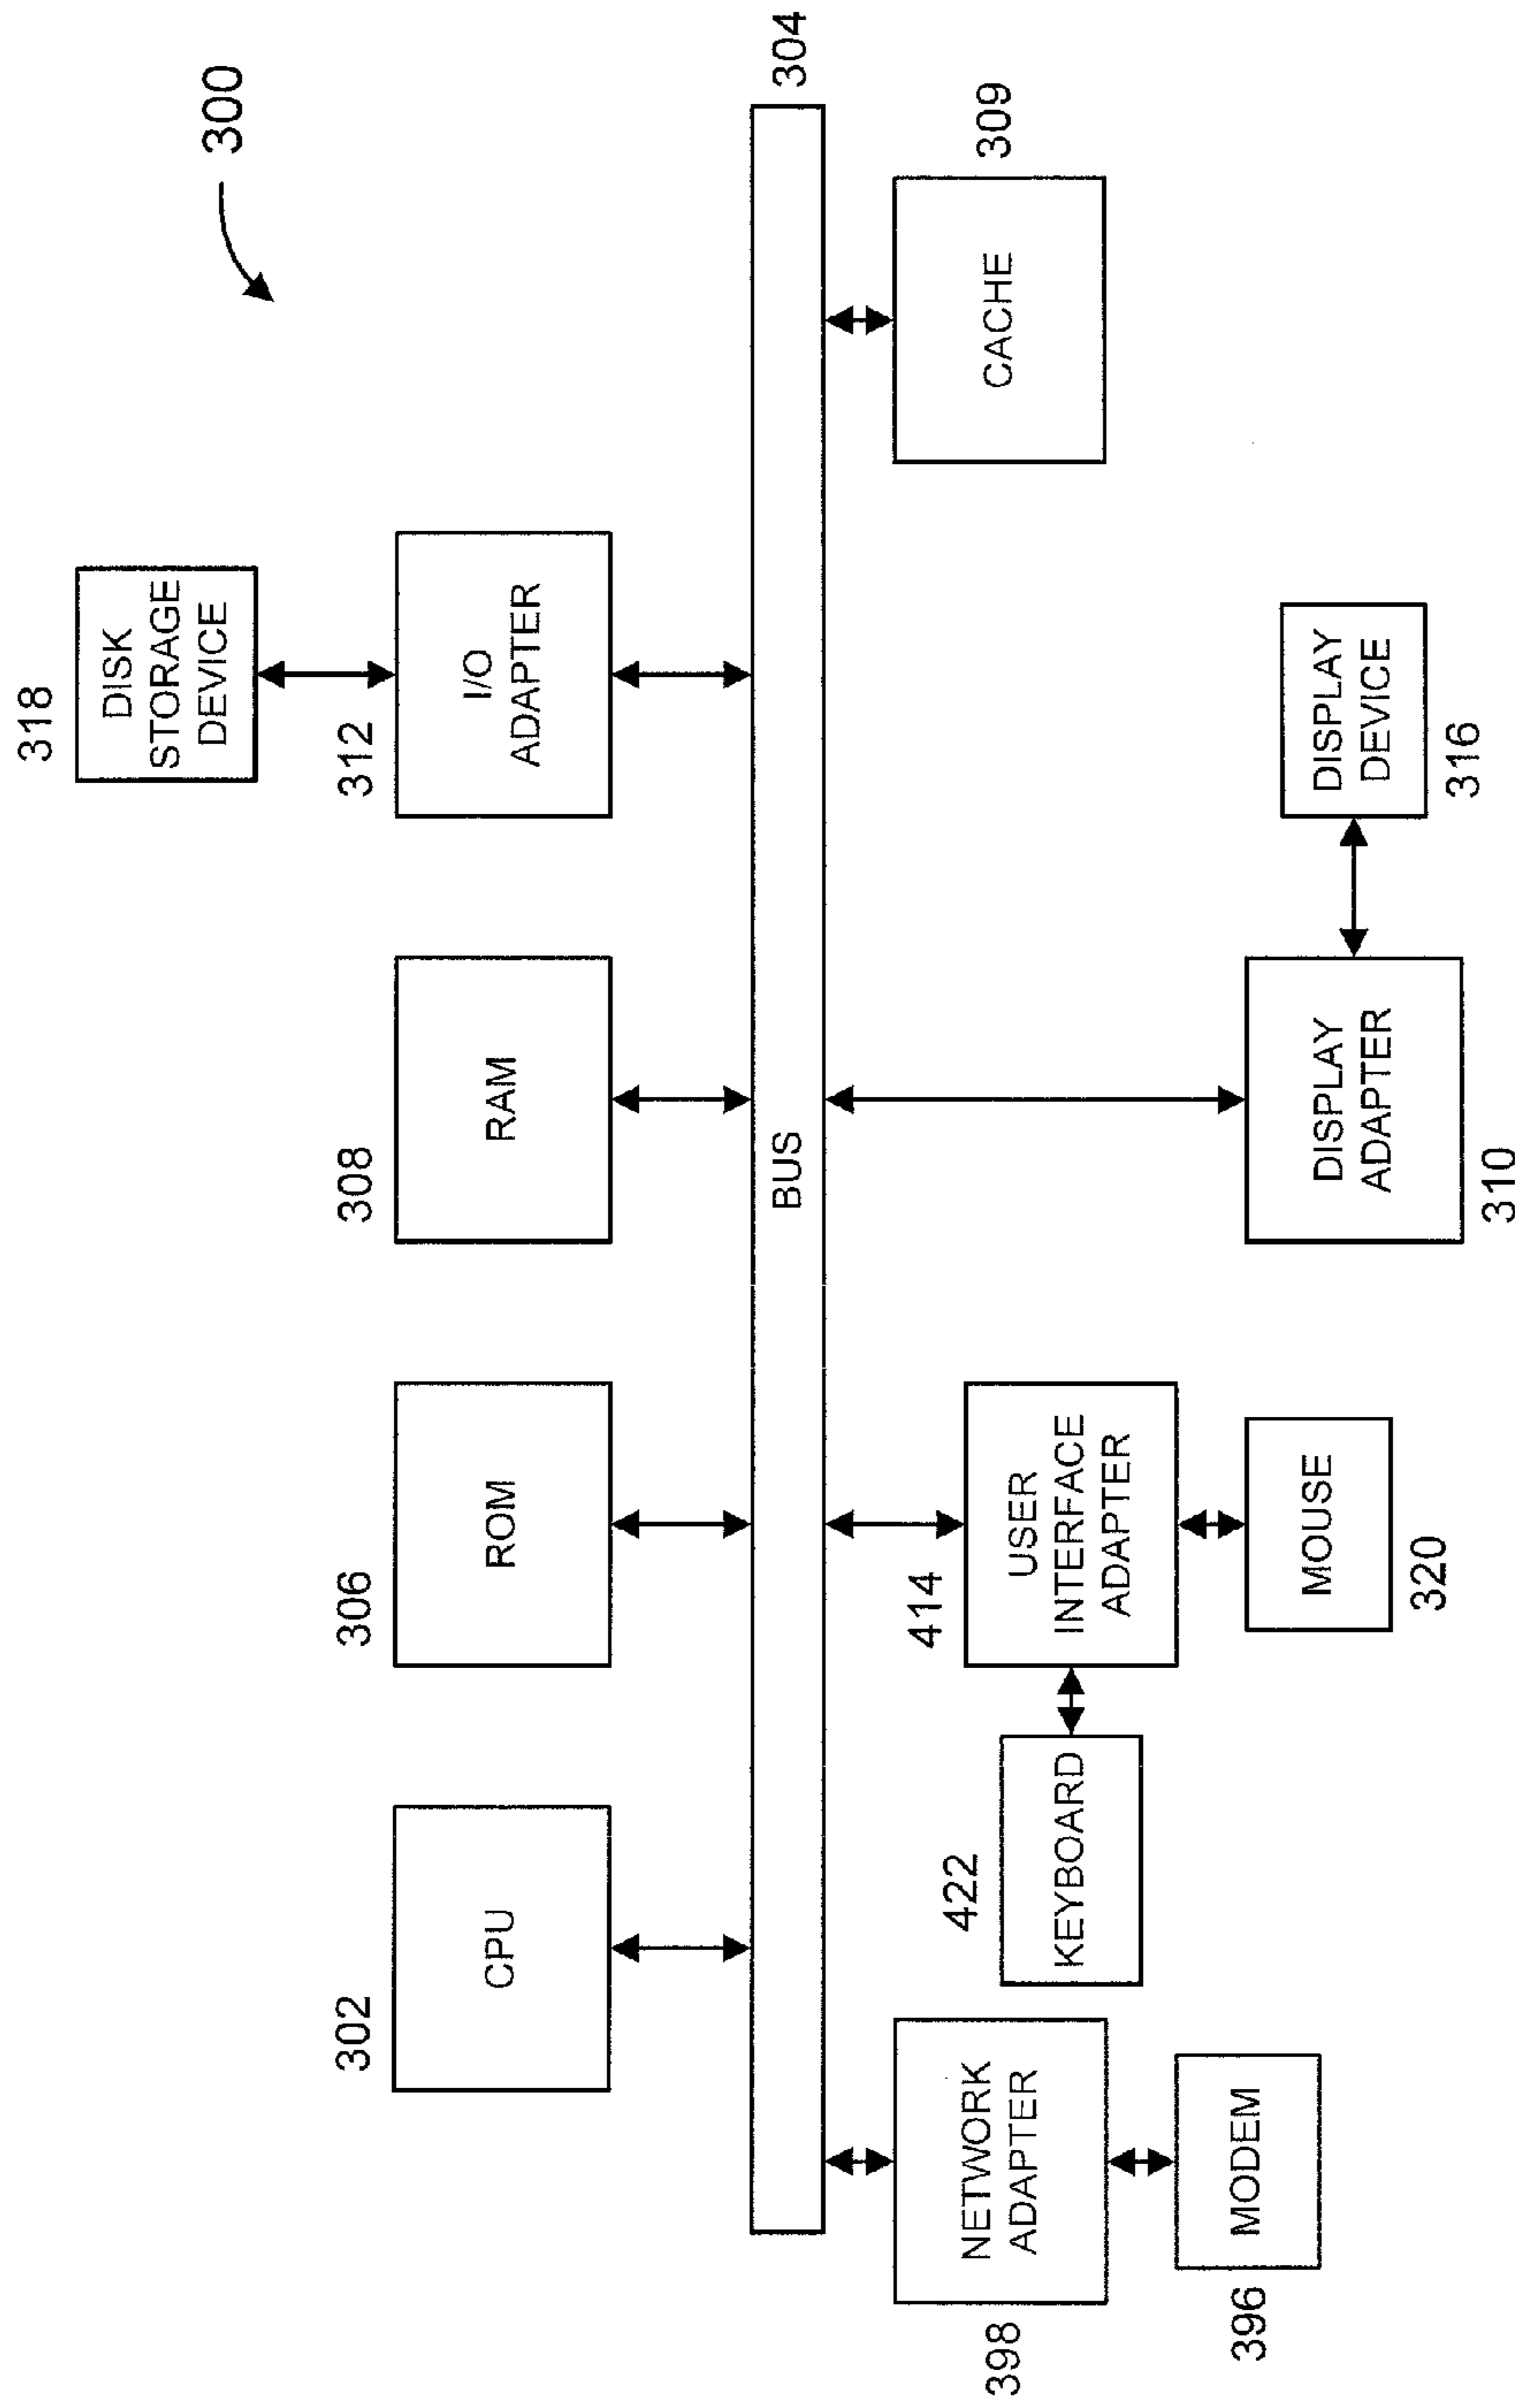 300
318
DISK
STORAGE
DEVICE
302
CPU
306
ROM
308
RAM
312
I/O
ADAPTER
BUS
304
398
NETWORK
ADAPTER
396
MODEM
422
KEYBOARD
414
USER
INTERFACE
ADAPTER
MOUSE
320
DISPLAY
ADAPTER
310
DISPLAY
DEVICE
316
CACHE
309